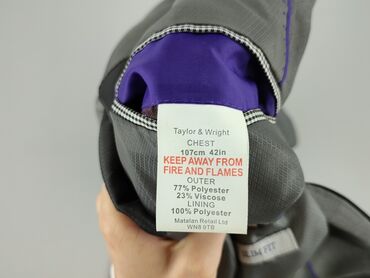 Taylor & Wright
CHEST
107cm 42in
KEEP AWAY FROM
FIRE AND FLAMES
OUTER
77% Polyester
23% Viscose
LINING
100% Polyester
Matalan Retail Ltd
WN8 0TB
SLIM FIT